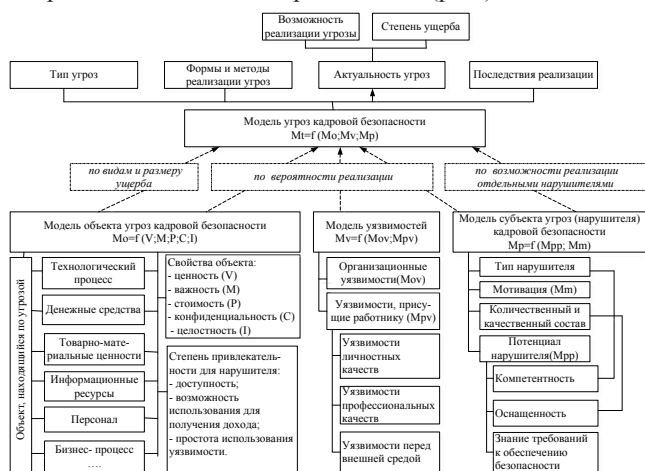 Возможность
реализации угрозы
Степень ущерба
Тип угроз
Формы и методы
реализации угроз
Актуальность угроз
Последствия реализации
Модель угроз кадровой безопасности
Mt=f (Mo;Mv;Mp)
по видам и размеру
ущерба
по вероятности реализации
по возможности реализации
отдельными нарушителями
Модель объекта угроз кадровой безопасности
Mo=f (V;M;P;C;I)
Объект, находящийся по угрозой
Технологический
процесс
Денежные средства
Товарно-мате-
риальные ценности
Информационные
ресурсы
Персонал
Бизнес- процесс
....
Свойства объекта:
- ценность (V)
- важность (M)
- стоимость (P)
- конфиденциальность (C)
- целостность (I)
Степень привлекатель-
ности для нарушителя:
- доступность;
- возможность
использования для
получения дохода;
- простота использования
уязвимости.
Модель уязвимостей
Mv=f (Mov;Mpv)
Организационные
уязвимости(Mov)
Уязвимости, прису-
щие работнику (Mpv)
Уязвимости
личностных
качеств
Уязвимости
профессиональных
качеств
Уязвимости перед
внешней средой
Модель субъекта угроз (нарушителя)
кадровой безопасности
Mp=f (Mpp; Mm)
Тип нарушителя
Мотивация (Mm)
Количественный и
качественный состав
Потенциал
нарушителя(Mpp)
Компетентность
Оснащенность
Знание требований
к обеспечению
безопасности